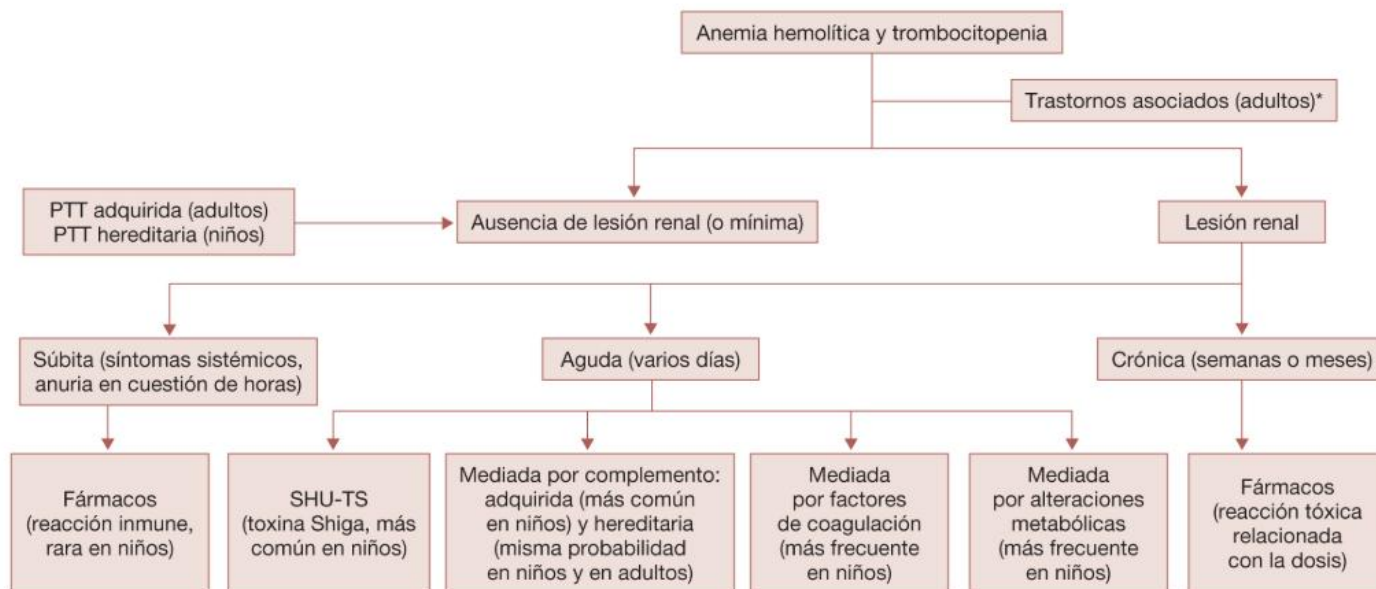 Anemia hemolítica y trombocitopenia
Trastornos asociados (adultos)*
PTT adquirida (adultos)
PTT hereditaria (niños)
Ausencia de lesión renal (o mínima)
Lesión renal
Súbita (síntomas sistémicos,
anuria en cuestión de horas)
Aguda (varios días)
Crónica (semanas o meses)
Fármacos
(reacción inmune,
rara en niños)
SHU-TS
(toxina Shiga, más
común en niños)
Mediada por complemento:
adquirida (más común
en niños) y hereditaria
(misma probabilidad
en niños y en adultos)
Mediada
por factores
de coagulación
(más frecuente
en niños)
Mediada
por alteraciones
metabólicas
(más frecuente
en niños)
Fármacos
(reacción tóxica
relacionada
con la dosis)